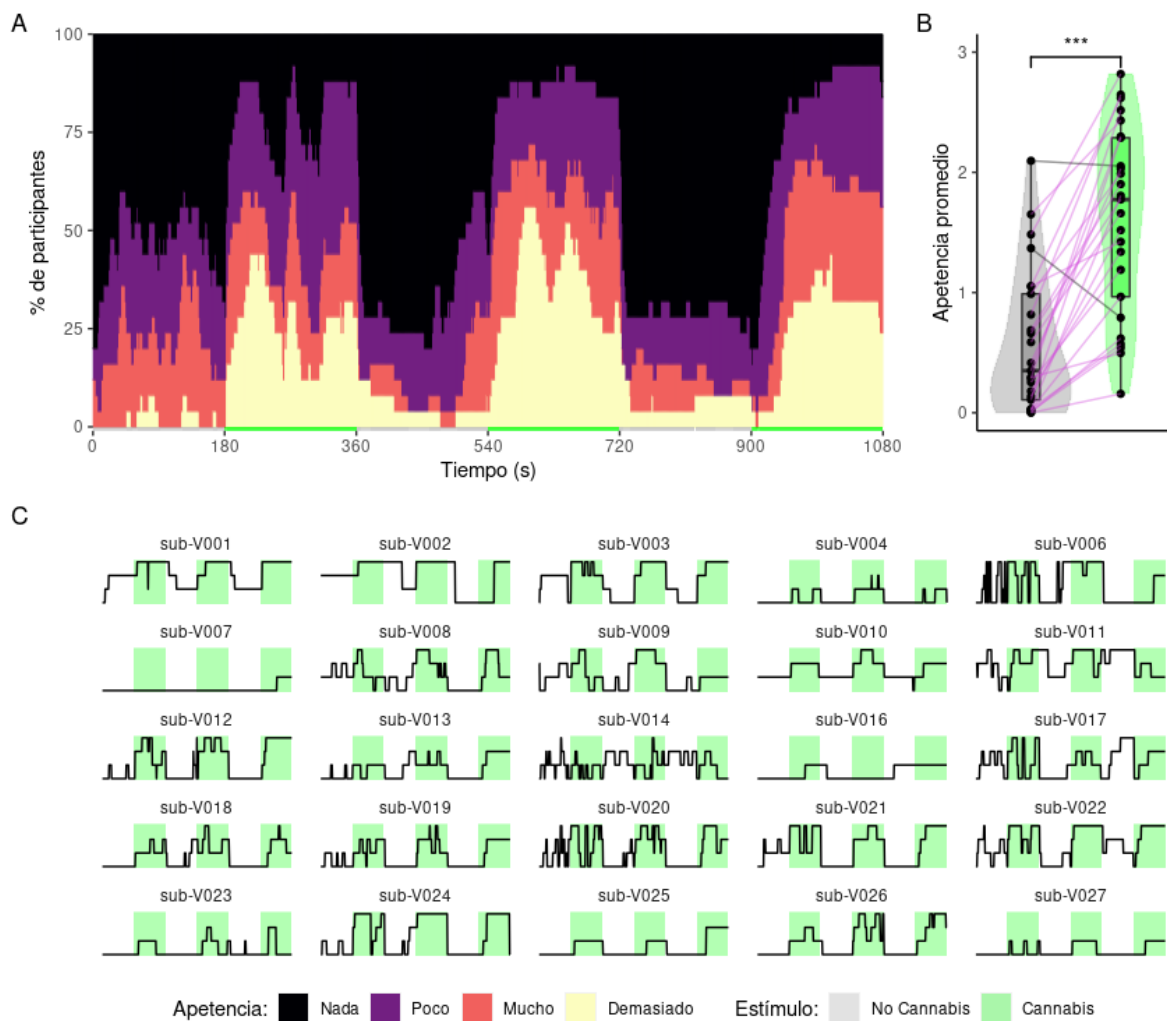 A
% de participantes
100
75
50
25
0
0 180 360 540 720 900 1080
Tiempo (s)
B
Apetencia promedio
***
3
2
1
0
C
sub-V001 sub-V002 sub-V003 sub-V004 sub-V006
sub-V007 sub-V008 sub-V009 sub-V010 sub-V011
sub-V012 sub-V013 sub-V014 sub-V016 sub-V017
sub-V018 sub-V019 sub-V020 sub-V021 sub-V022
sub-V023 sub-V024 sub-V025 sub-V026 sub-V027
Apetencia: Nada Poco Mucho Demasiado Estímulo: No Cannabis Cannabis